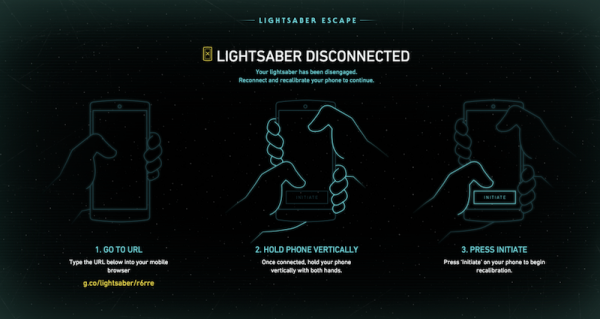 LIGHTSABER ESCAPE
LIGHTSABER DISCONNECTED
Your lightsaber has been disengaged.
Reconnect and recalibrate your phone to continue.
INITIATE
INITIATE
1. GO TO URL
Type the URL below into your mobile
browser
g.co/lightsaber/r6rre
2. HOLD PHONE VERTICALLY
Once connected, hold your phone
vertically with both hands.
3. PRESS INITIATE
Press 'Initiate' on your phone to begin
recalibration.